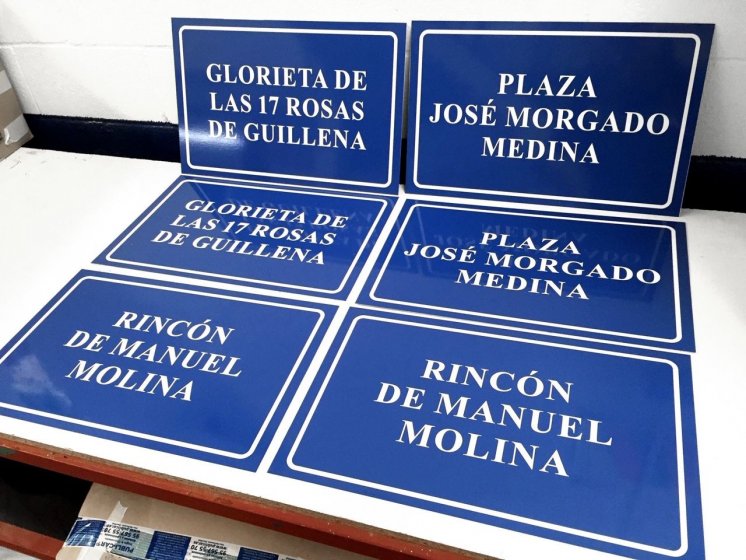 GLORIETA DE
LAS 17 ROSAS
DE GUILLENA
PLAZA
JOSÉ MORGADO
MEDINA
GLORIETA DE
LAS 17 ROSAS
DE GUILLENA
PLAZA
JOSÉ MORGADO
MEDINA
RINCÓN
DE MANUEL
MOLINA
RINCÓN
DE MANUEL
MOLINA
PUBLICAR